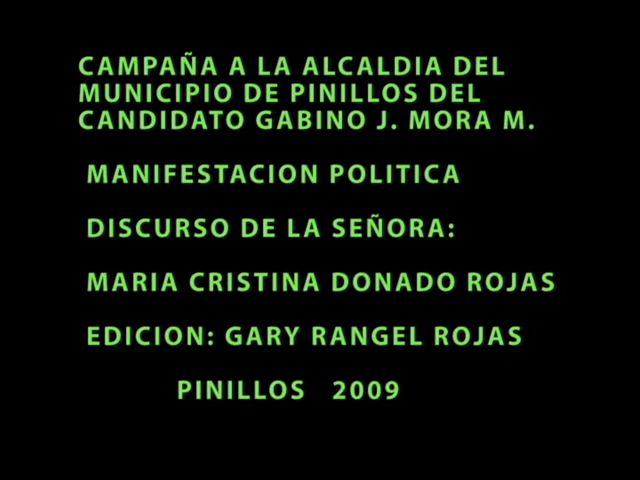 CAMPAÑA A LA ALCALDIA DEL
MUNICIPIO DE PINILLOS DEL
CANDIDATO GABINO J. MORA M.
MANIFESTACION POLITICA
DISCURSO DE LA SEÑORA:
MARIA CRISTINA DONADO ROJAS
EDICION: GARY RANGEL ROJAS
PINILLOS 2009